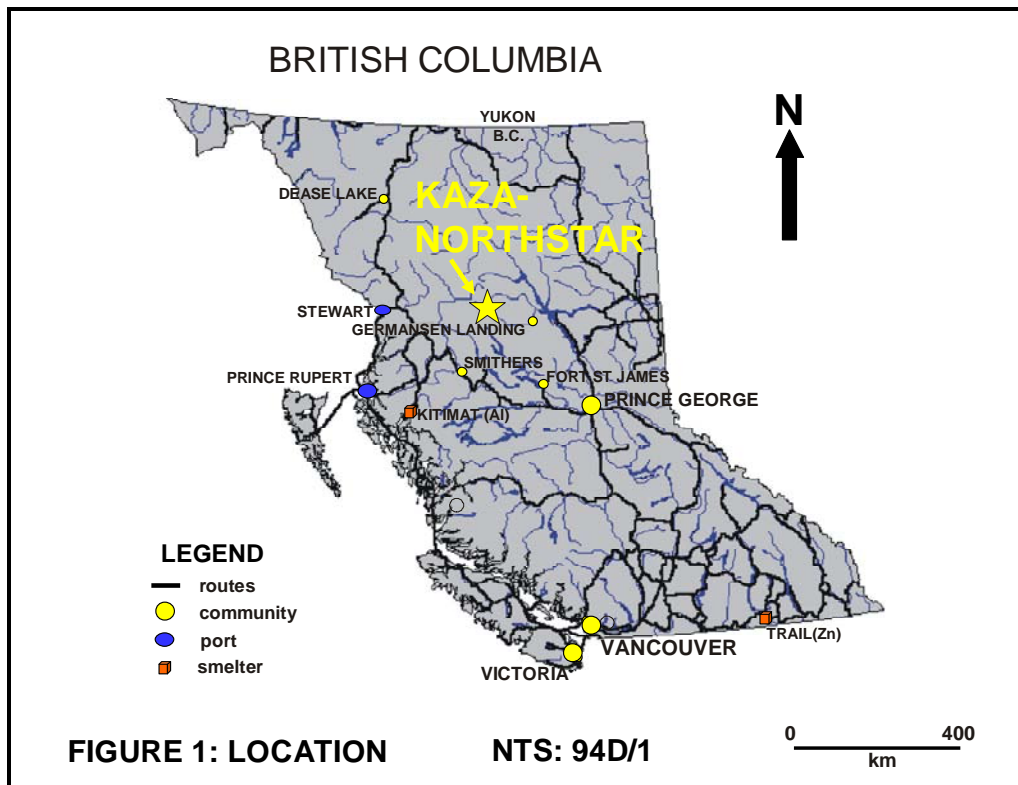 BRITISH COLUMBIA
YUKON
B.C.
N
DEASE LAKE
KAZA-
NORTHSTAR
STEWART
GERMANSEN LANDING
SMITHERS
FORT ST JAMES
PRINCE RUPERT
PRINCE GEORGE
KITIMAT (Al)
LEGEND
routes
community
port
smelter
TRAIL(Zn)
VANCOUVER
VICTORIA
FIGURE 1: LOCATION
NTS: 94D/1
0 400
km